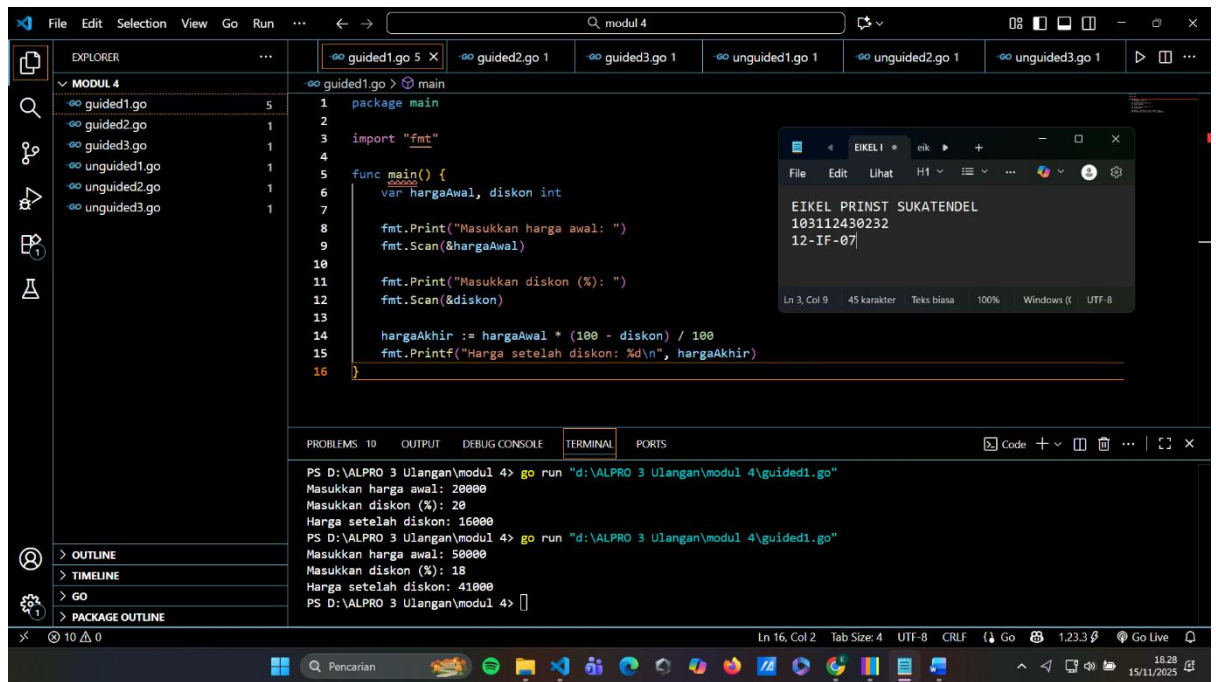 File Edit Selection View Go Run ··· ← → modul 4
EXPLORER ···
MODUL 4
guided1.go 5
guided2.go 1
guided3.go 1
unguided1.go 1
unguided2.go 1
unguided3.go 1
OUTLINE
TIMELINE
GO
PACKAGE OUTLINE
guided1.go 5 guided2.go 1 guided3.go 1 unguided1.go 1 unguided2.go 1 unguided3.go 1
guided1.go > main
1 package main
2
3 import "fmt"
4
5 func main() {
6 var hargaAwal, diskon int
7
8 fmt.Print("Masukkan harga awal: ")
9 fmt.Scan(&hargaAwal)
10
11 fmt.Print("Masukkan diskon (%): ")
12 fmt.Scan(&diskon)
13
14 hargaAkhir := hargaAwal * (100 - diskon) / 100
15 fmt.Printf("Harga setelah diskon: %d\n", hargaAkhir)
16 }
EIKEL I eik
File Edit Lihat H1
EIKEL PRINST SUKATENDEL
103112430232
12-IF-07
Ln 3, Col 9 45 karakter Teks biasa 100% Windows (( UTF-8
PROBLEMS 10 OUTPUT DEBUG CONSOLE TERMINAL PORTS Code
PS D:\ALPRO 3 Ulangan\modul 4> go run "d:\ALPRO 3 Ulangan\modul 4\guided1.go"
Masukkan harga awal: 20000
Masukkan diskon (%): 20
Harga setelah diskon: 16000
PS D:\ALPRO 3 Ulangan\modul 4> go run "d:\ALPRO 3 Ulangan\modul 4\guided1.go"
Masukkan harga awal: 50000
Masukkan diskon (%): 18
Harga setelah diskon: 41000
PS D:\ALPRO 3 Ulangan\modul 4>
10 0 Ln 16, Col 2 Tab Size: 4 UTF-8 CRLF Go 1.23.3 Go Live
Pencarian
18.28
15/11/2025